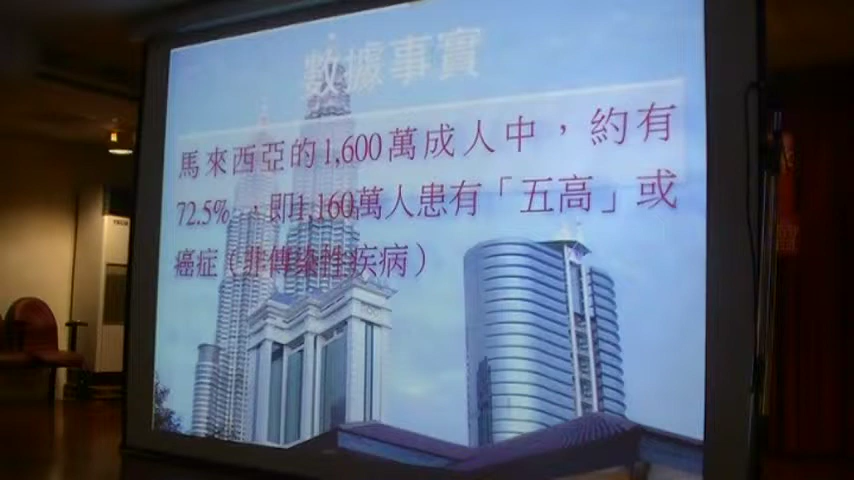 數據事實
馬來西亞的1,600萬成人中，約有
72.5%，即1,160萬人患有「五高」或
癌症（非傳染性疾病）